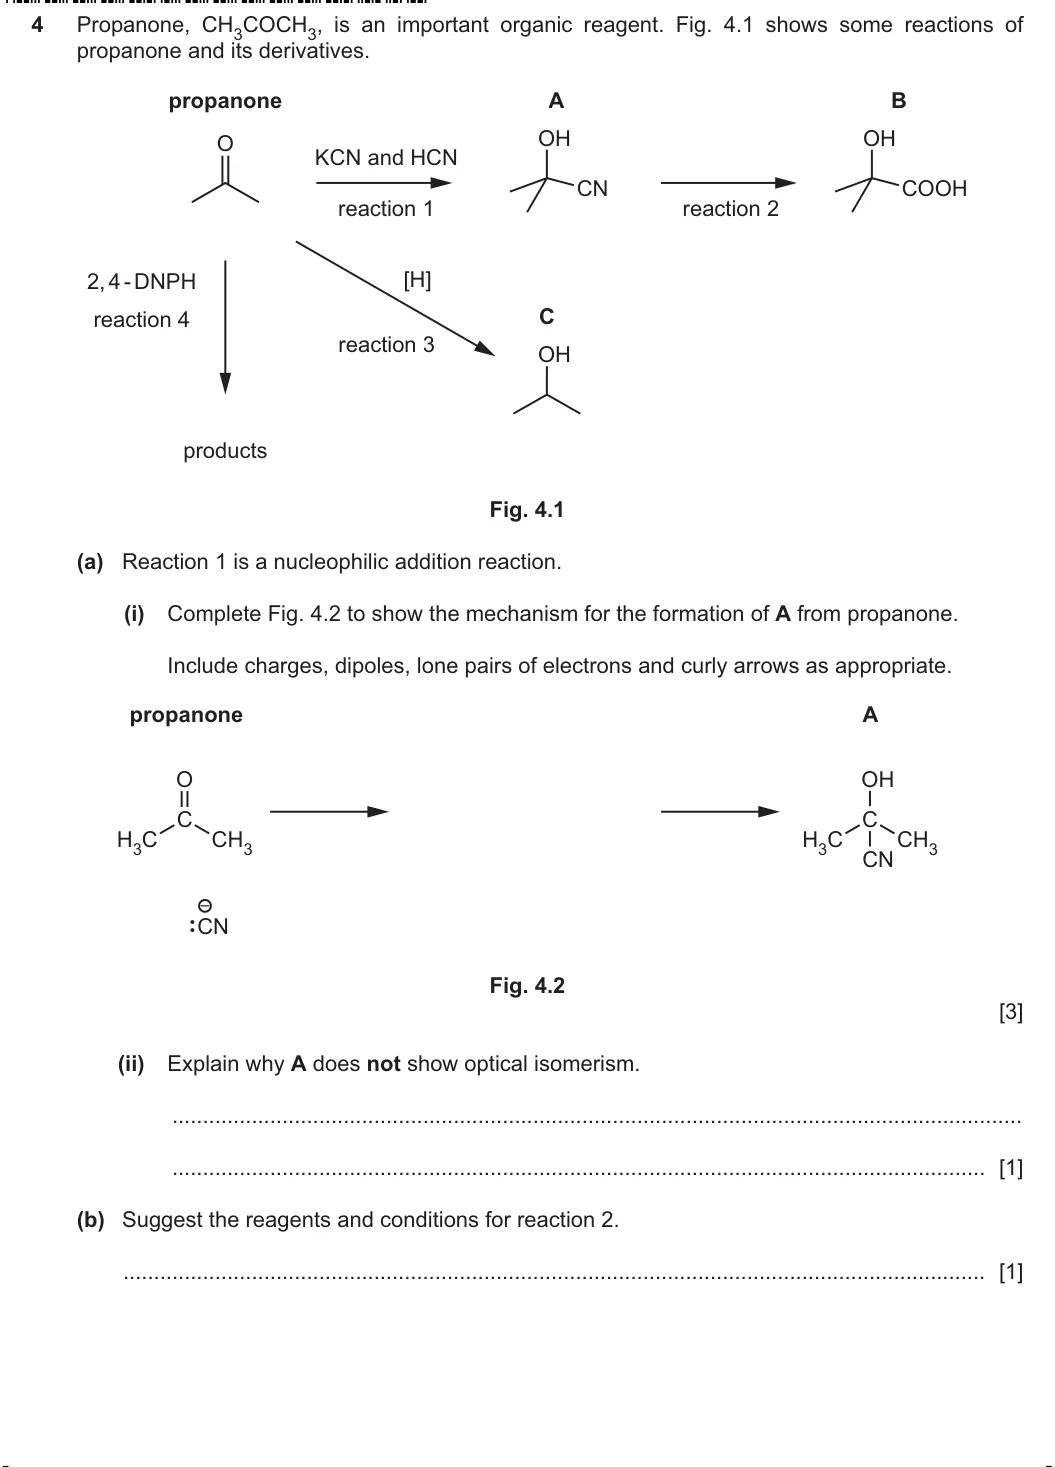 4 Propanone, CH3COCH3, is an important organic reagent. Fig. 4.1 shows some reactions of
propanone and its derivatives.
propanone A B
O
KCN and HCN
reaction 1
OH
CN
reaction 2
OH
COOH
2,4-DNPH
reaction 4
[H]
reaction 3
C
OH
products
Fig. 4.1
(a) Reaction 1 is a nucleophilic addition reaction.
(i) Complete Fig. 4.2 to show the mechanism for the formation of A from propanone.
Include charges, dipoles, lone pairs of electrons and curly arrows as appropriate.
propanone A
O OH
C C
H3C CH3 H3C CH3
CN
⊖
:CN
Fig. 4.2
[3]
(ii) Explain why A does not show optical isomerism.
..........................................................................................................................................
.................................................................................................................................. [1]
(b) Suggest the reagents and conditions for reaction 2.
.......................................................................................................................................... [1]